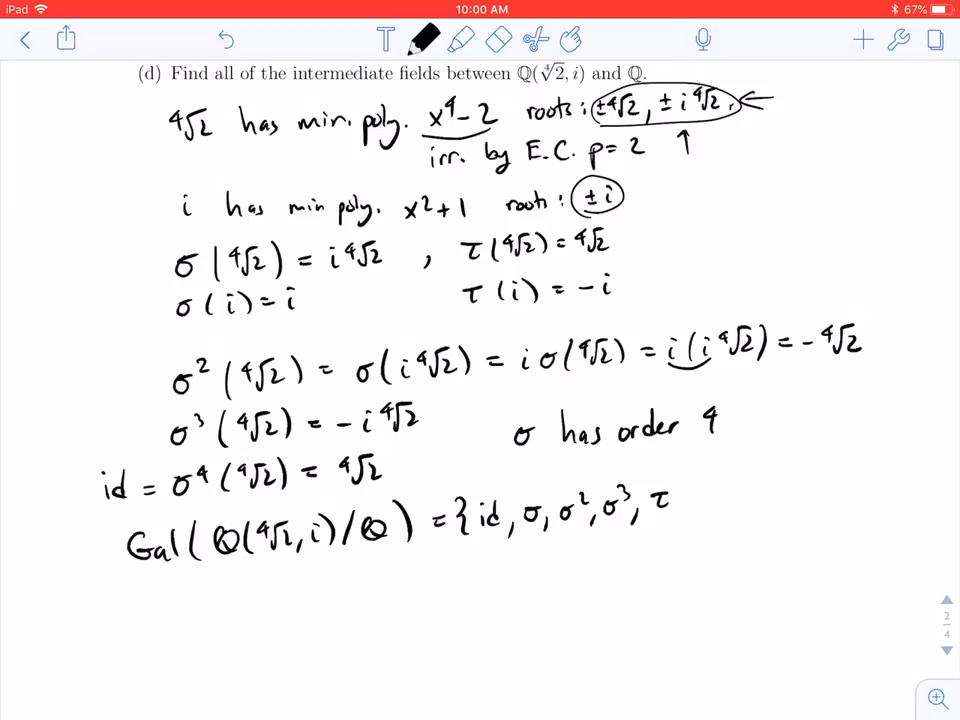 iPad 10:00 AM 67%
T
(d) Find all of the intermediate fields between ℚ(∜2, i) and ℚ.
∜2 has min. poly. x⁴-2 roots: ±∜2, ±i∜2.
irr. by E.C. p=2
i has min poly. x²+1 roots: ±i
σ(∜2) = i∜2, τ(∜2) = ∜2
σ(i) = i τ(i) = -i
σ²(∜2) = σ(i∜2) = iσ(∜2) = i(i∜2) = -∜2
σ³(∜2) = -i∜2 σ has order 4
id = σ⁴(∜2) = ∜2
Gal(ℚ(∜2, i)/ℚ) = {id, σ, σ², σ³, τ
2
4